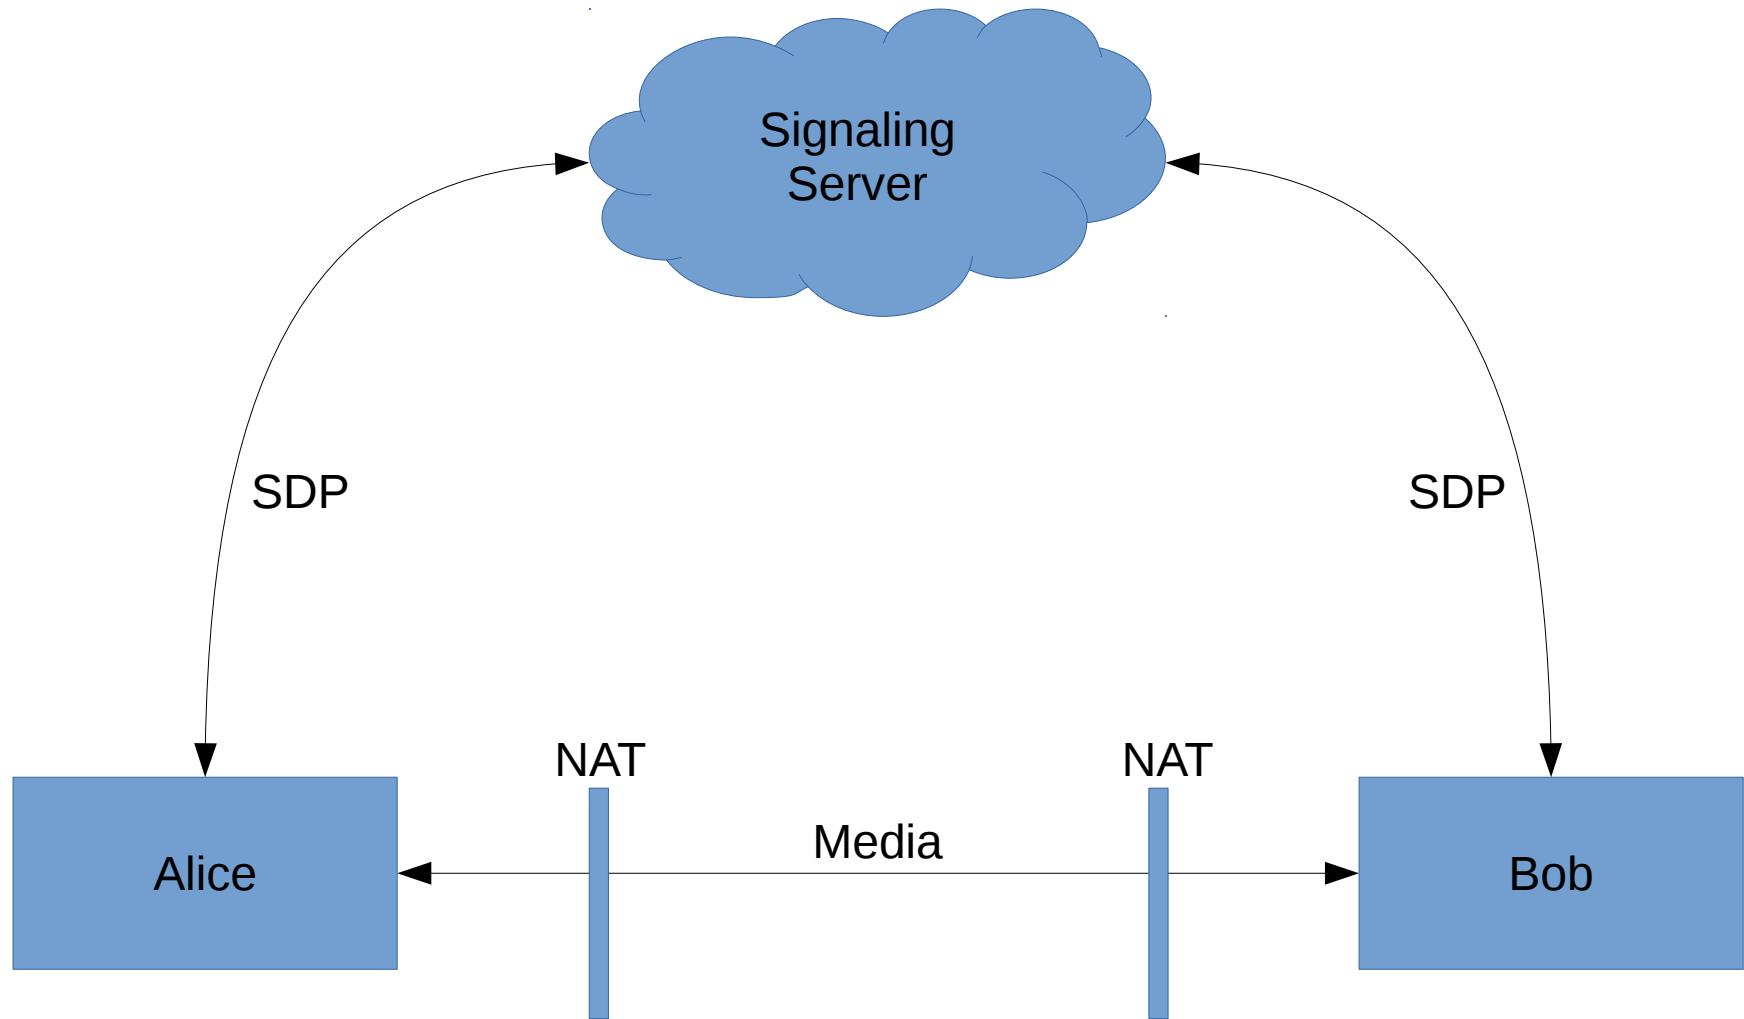 Signaling
Server
SDP
SDP
NAT
NAT
Media
Alice
Bob